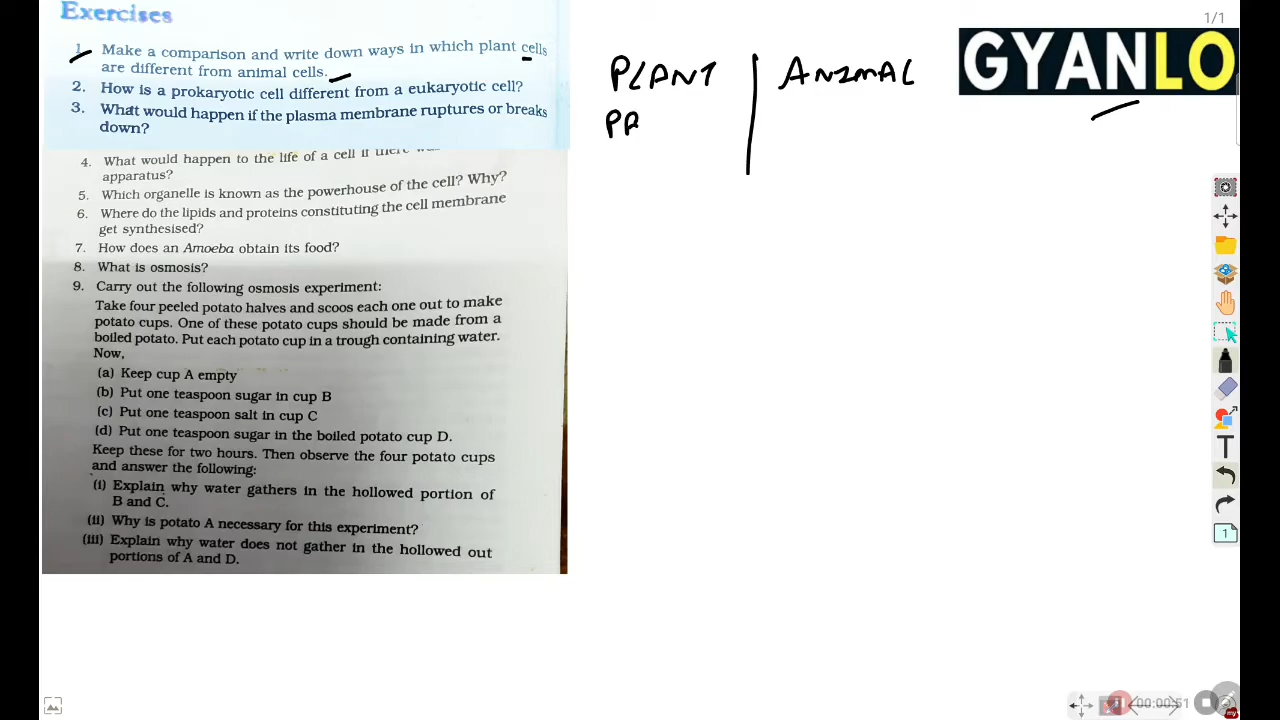 Exercises
1. Make a comparison and write down ways in which plant cells
are different from animal cells.
2. How is a prokaryotic cell different from a eukaryotic cell?
3. What would happen if the plasma membrane ruptures or breaks
down?
4. What would happen to the life of a cell if there
apparatus?
5. Which organelle is known as the powerhouse of the cell? Why?
6. Where do the lipids and proteins constituting the cell membrane
get synthesised?
7. How does an Amoeba obtain its food?
8. What is osmosis?
9. Carry out the following osmosis experiment:
Take four peeled potato halves and scoos each one out to make
potato cups. One of these potato cups should be made from a
boiled potato. Put each potato cup in a trough containing water.
Now,
(a) Keep cup A empty
(b) Put one teaspoon sugar in cup B
(c) Put one teaspoon salt in cup C
(d) Put one teaspoon sugar in the boiled potato cup D.
Keep these for two hours. Then observe the four potato cups
and answer the following:
(i) Explain why water gathers in the hollowed portion of
B and C.
(ii) Why is potato A necessary for this experiment?
(iii) Explain why water does not gather in the hollowed out
portions of A and D.
PLANT ANIMAL
PR
1/1
GYANLO
T
1
00:00:51